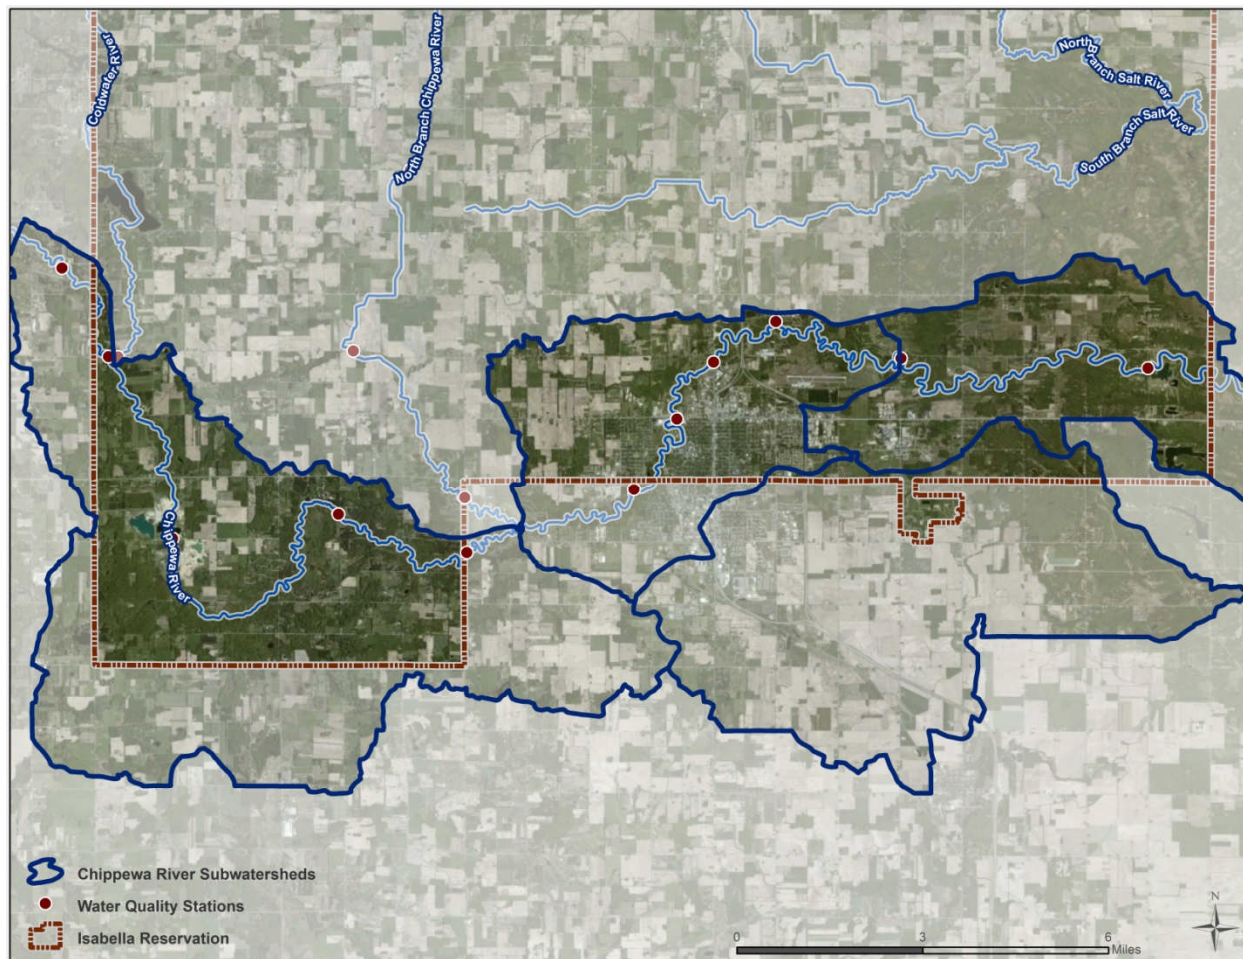 Coldwater River
North Branch Chippewa River
North Branch Salt River
South Branch Salt River
Chippewa River
Chippewa River Subwatersheds
Water Quality Stations
Isabella Reservation
N
0 3 6
Miles